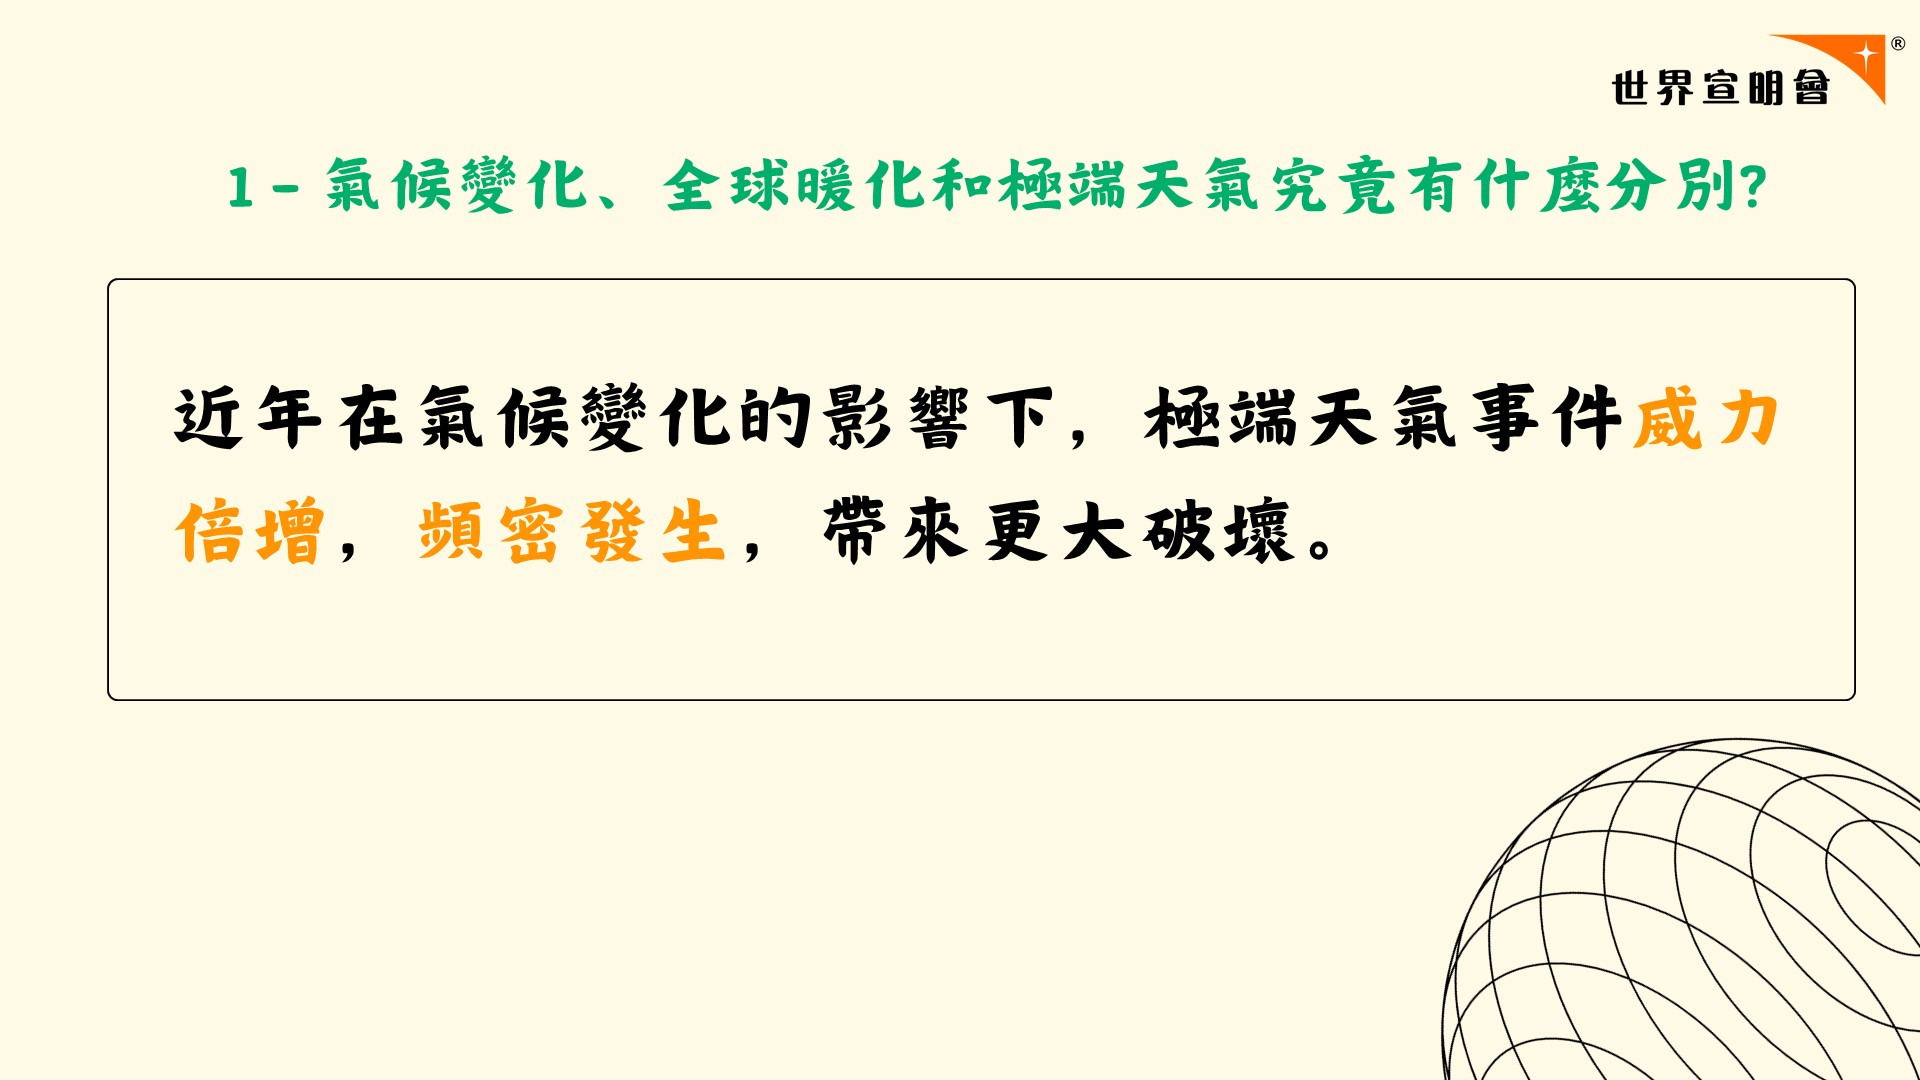 世界宣明會®
1 - 氣候變化、全球暖化和極端天氣究竟有什麼分別?
近年在氣候變化的影響下，極端天氣事件威力
倍增，頻密發生，帶來更大破壞。